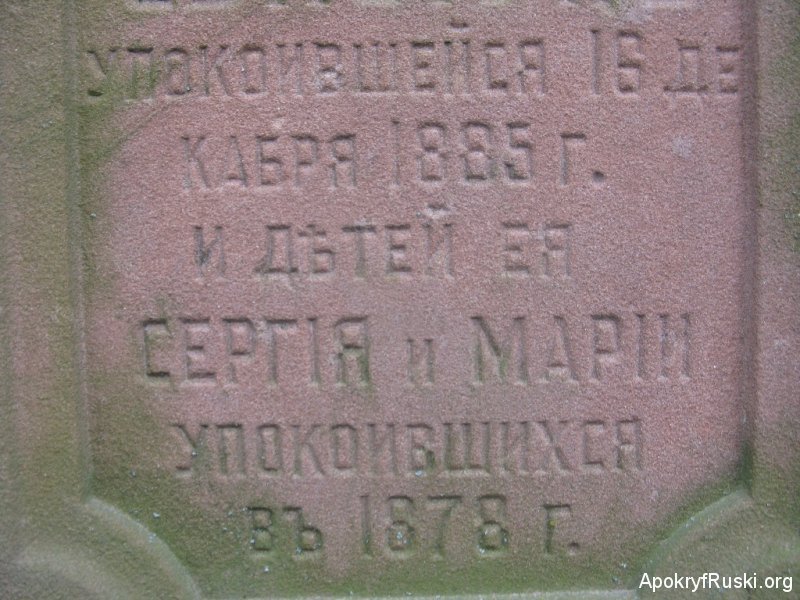 УПОКОИВШЕЙСЯ 16 ДЕ
КАБРЯ 1885 Г.
И ДѢТЕЙ ЕЯ
СЕРГІЯ И МАРІИ
УПОКОИВШИХСЯ
ВЪ 1878 Г.
ApokryfRuski.org